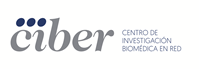 ciber
CENTRO DE
INVESTIGACIÓN
BIOMÉDICA EN RED